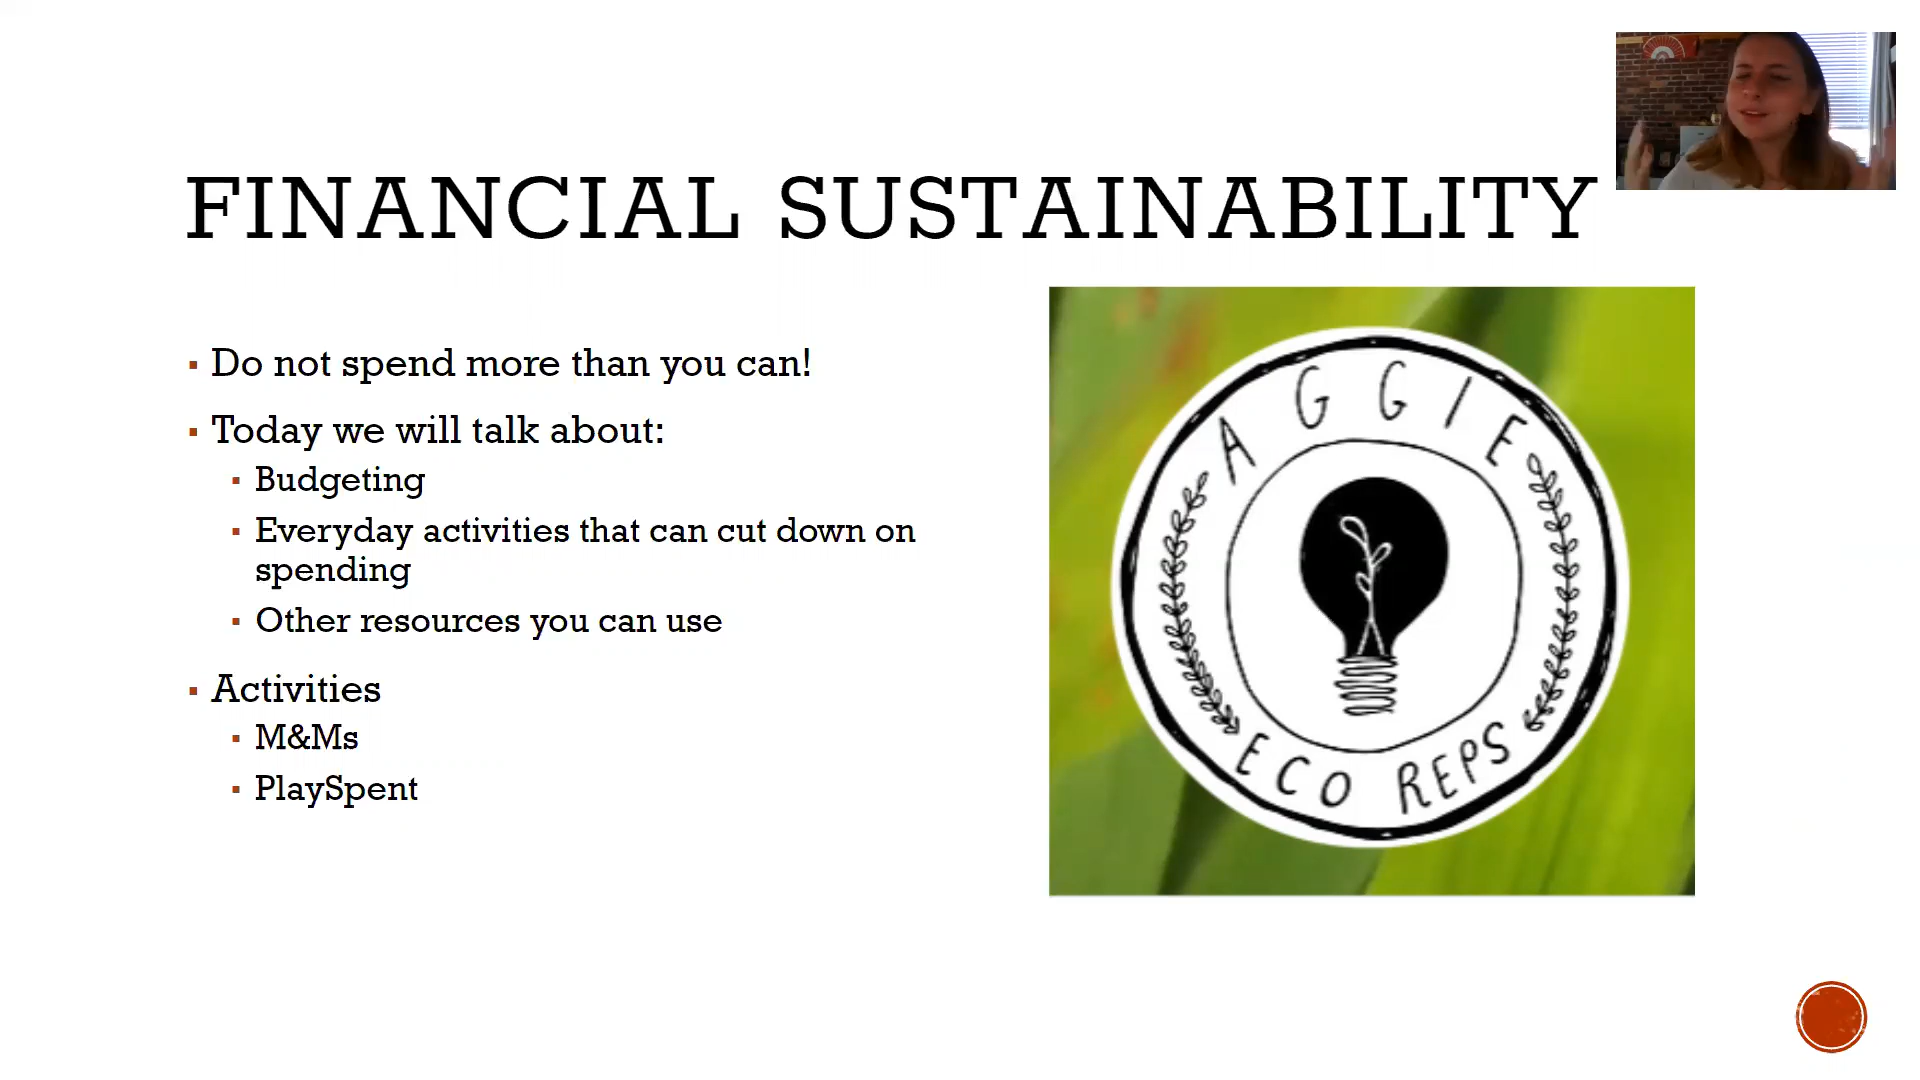 FINANCIAL SUSTAINABILITY
▪ Do not spend more than you can!
▪ Today we will talk about:
▪ Budgeting
▪ Everyday activities that can cut down on
spending
▪ Other resources you can use
▪ Activities
▪ M&Ms
▪ PlaySpent
AGGIE
ECO REPS